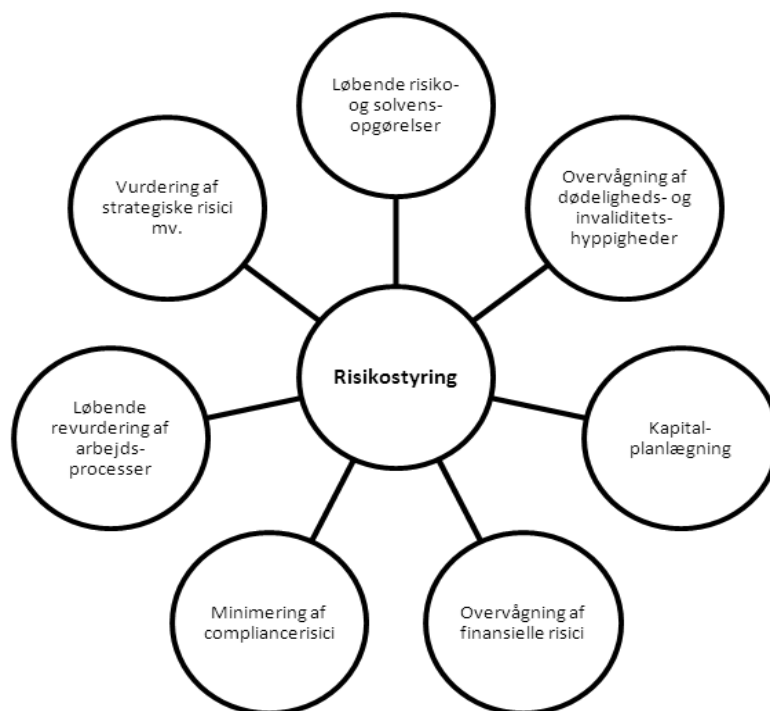 Løbende risiko-
og solvens-
opgørelser
Overvågning af
dødeligheds- og
invaliditets-
hyppigheder
Kapital-
planlægning
Overvågning af
finansielle risici
Minimering af
compliancerisici
Løbende
revurdering af
arbejds-
processer
Vurdering af
strategiske risici
mv.
Risikostyring